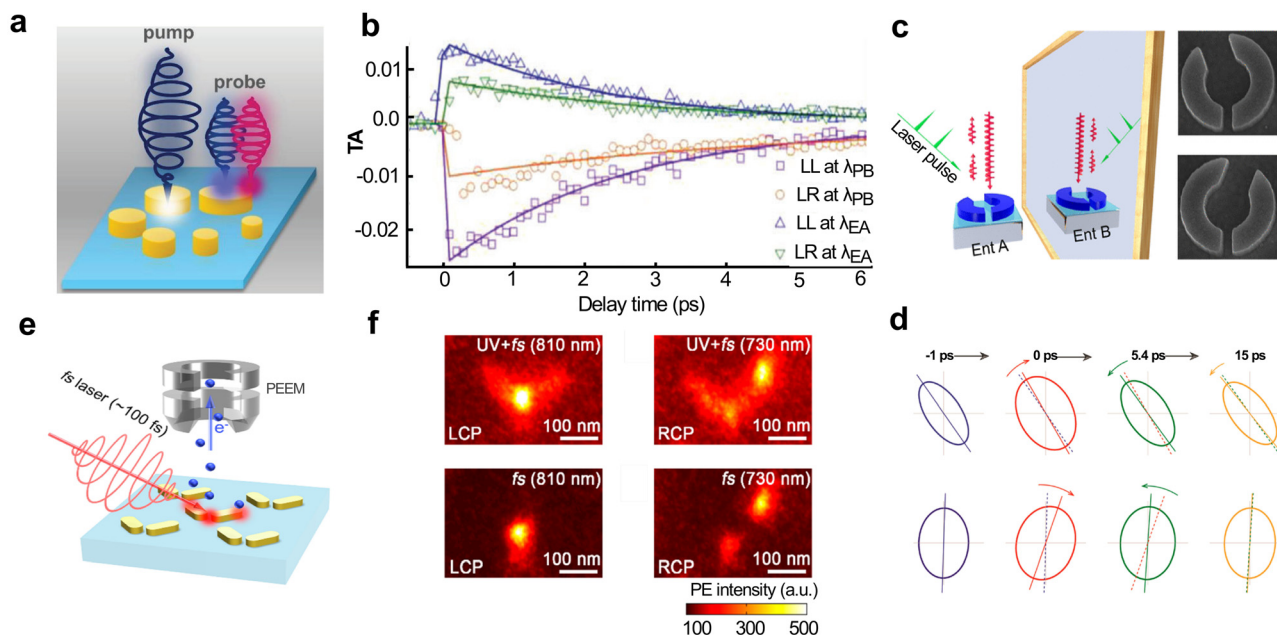 a
pump
probe
b
0.01
0.0
-0.01
-0.02
TA
LL at λPB
LR at λPB
LL at λEA
LR at λEA
0
1
2
3
4
5
6
Delay time (ps)
c
Laser pulse
Ent A
Ent B
e
fs laser (~100 fs)
PEEM
e-
f
UV+fs (810 nm)
LCP
100 nm
UV+fs (730 nm)
RCP
100 nm
fs (810 nm)
LCP
100 nm
fs (730 nm)
RCP
100 nm
PE intensity (a.u.)
100
300
500
d
-1 ps
0 ps
5.4 ps
15 ps